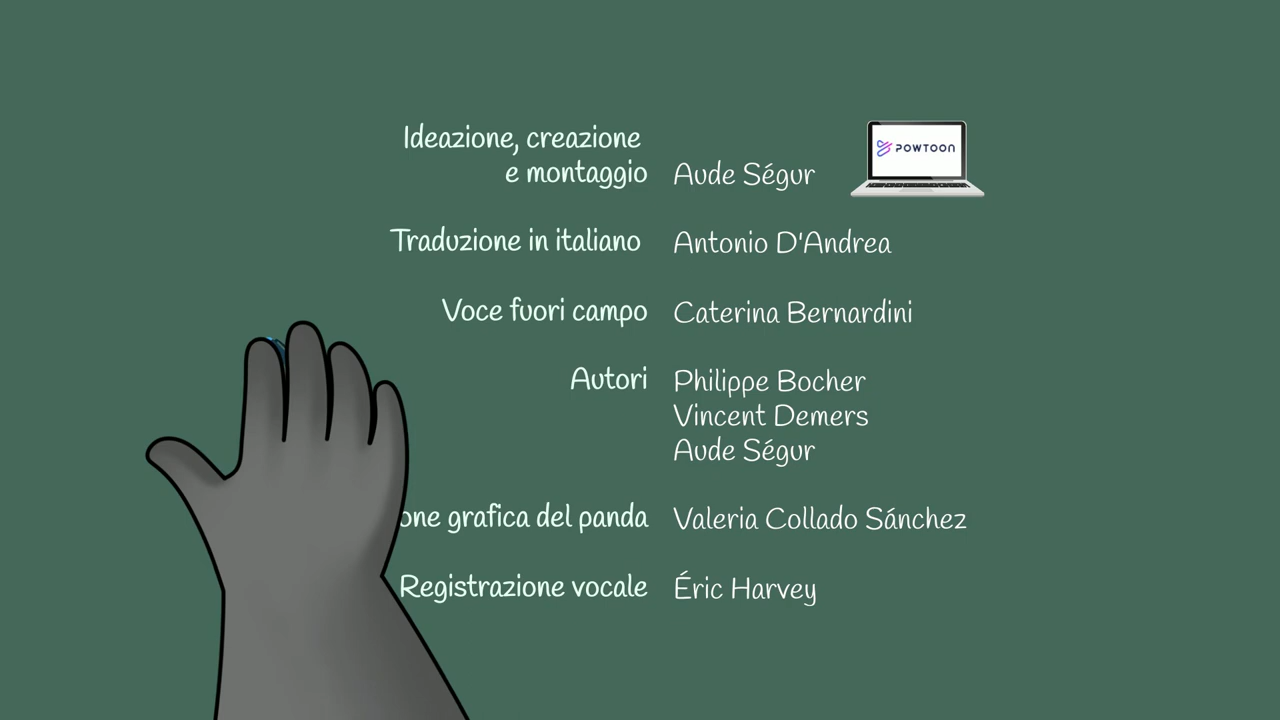 Ideazione, creazione
e montaggio Aude Ségur
POWTOON
Traduzione in italiano Antonio D'Andrea
Voce fuori campo Caterina Bernardini
Autori Philippe Bocher
Vincent Demers
Aude Ségur
grafica del panda Valeria Collado Sánchez
Registrazione vocale Éric Harvey